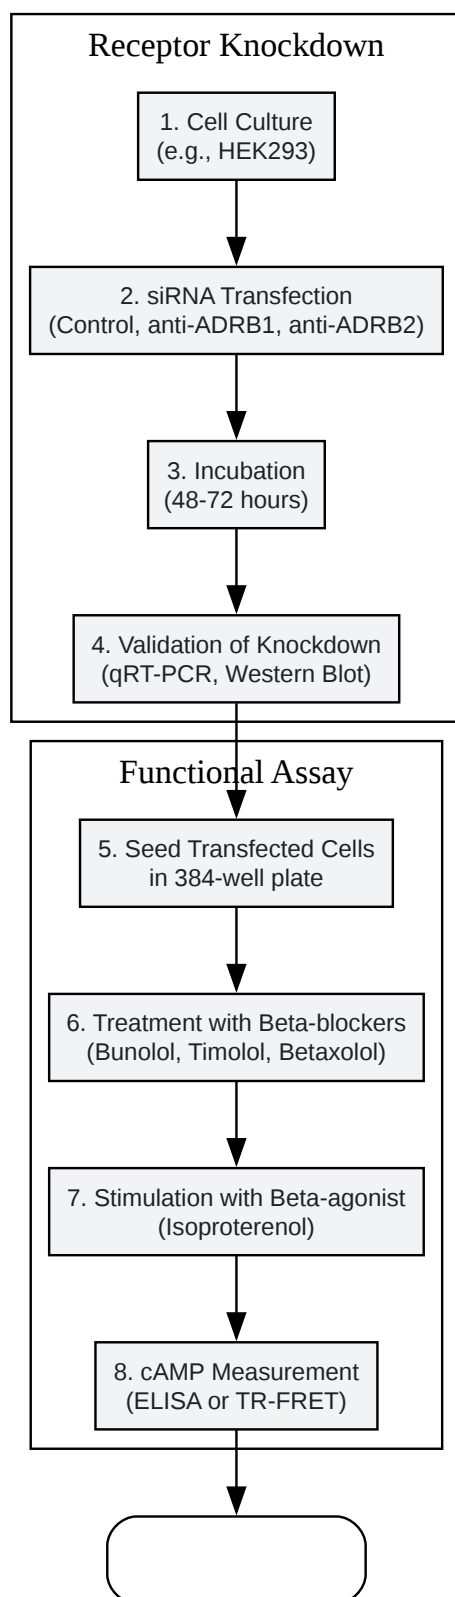 Receptor Knockdown
1. Cell Culture
(e.g., HEK293)
2. siRNA Transfection
(Control, anti-ADRB1, anti-ADRB2)
3. Incubation
(48-72 hours)
4. Validation of Knockdown
(qRT-PCR, Western Blot)
Functional Assay
5. Seed Transfected Cells
in 384-well plate
6. Treatment with Beta-blockers
(Bunolol, Timolol, Betaxolol)
7. Stimulation with Beta-agonist
(Isoproterenol)
8. cAMP Measurement
(ELISA or TR-FRET)